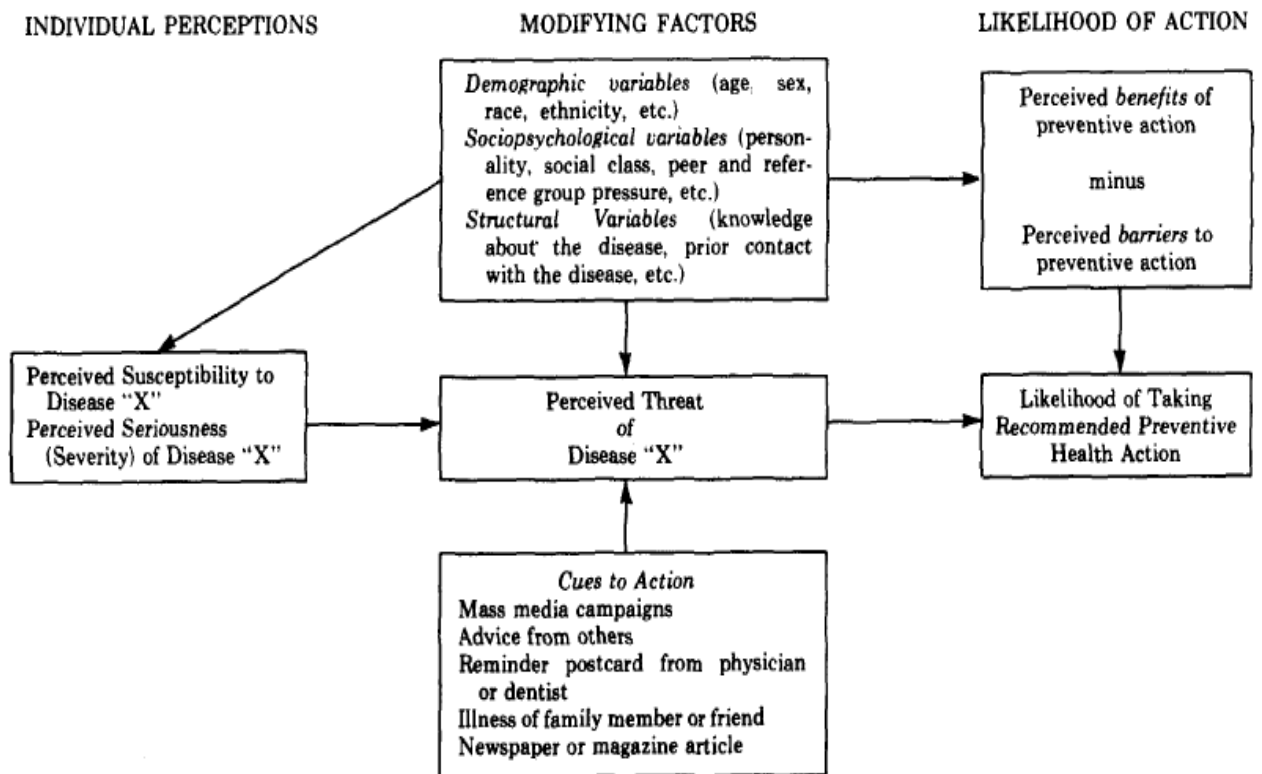 INDIVIDUAL PERCEPTIONS
MODIFYING FACTORS
LIKELIHOOD OF ACTION
Demographic variables (age, sex,
race, ethnicity, etc.)
Sociopsychological variables (person-
ality, social class, peer and refer-
ence group pressure, etc.)
Structural Variables (knowledge
about the disease, prior contact
with the disease, etc.)
Perceived benefits of
preventive action
minus
Perceived barriers to
preventive action
Perceived Susceptibility to
Disease “X”
Perceived Seriousness
(Severity) of Disease “X”
Perceived Threat
of
Disease “X”
Likelihood of Taking
Recommended Preventive
Health Action
Cues to Action
Mass media campaigns
Advice from others
Reminder postcard from physician
or dentist
Illness of family member or friend
Newspaper or magazine article